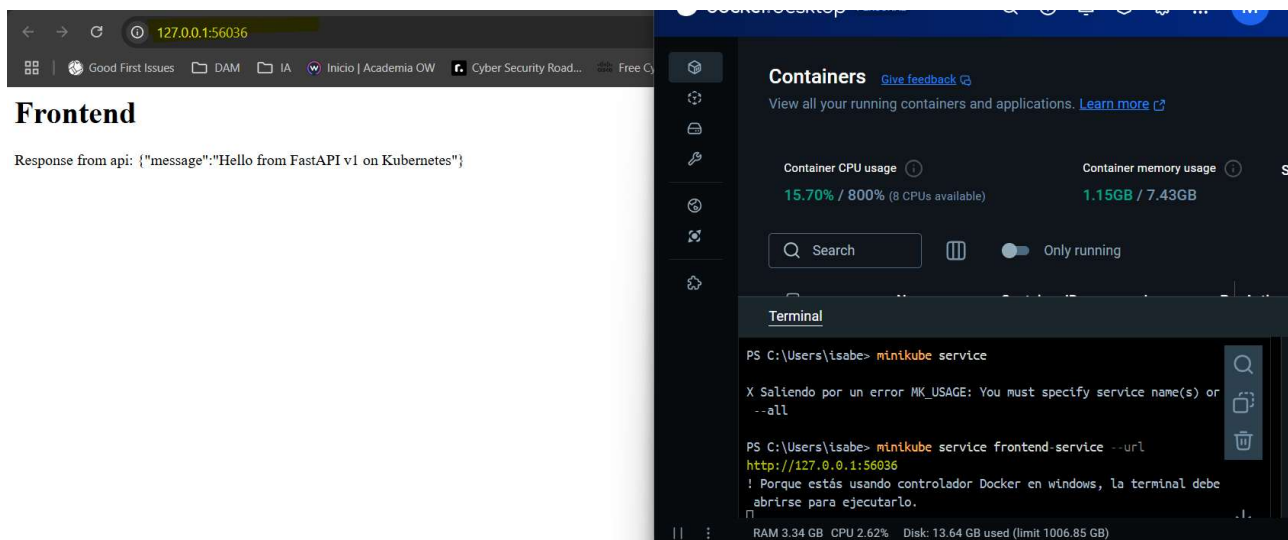 127.0.0.1:56036
Good First Issues DAM IA Inicio | Academia OW Cyber Security Road... Free Cy
Frontend
Response from api: {"message":"Hello from FastAPI v1 on Kubernetes"}
Containers Give feedback
View all your running containers and applications. Learn more
Container CPU usage
15.70% / 800% (8 CPUs available)
Container memory usage
1.15GB / 7.43GB
Search
Only running
Terminal
PS C:\Users\isabe> minikube service
X Saliendo por un error MK_USAGE: You must specify service name(s) or
--all
PS C:\Users\isabe> minikube service frontend-service --url
http://127.0.0.1:56036
! Porque estás usando controlador Docker en windows, la terminal debe
abrirse para ejecutarlo.
RAM 3.34 GB CPU 2.62% Disk: 13.64 GB used (limit 1006.85 GB)